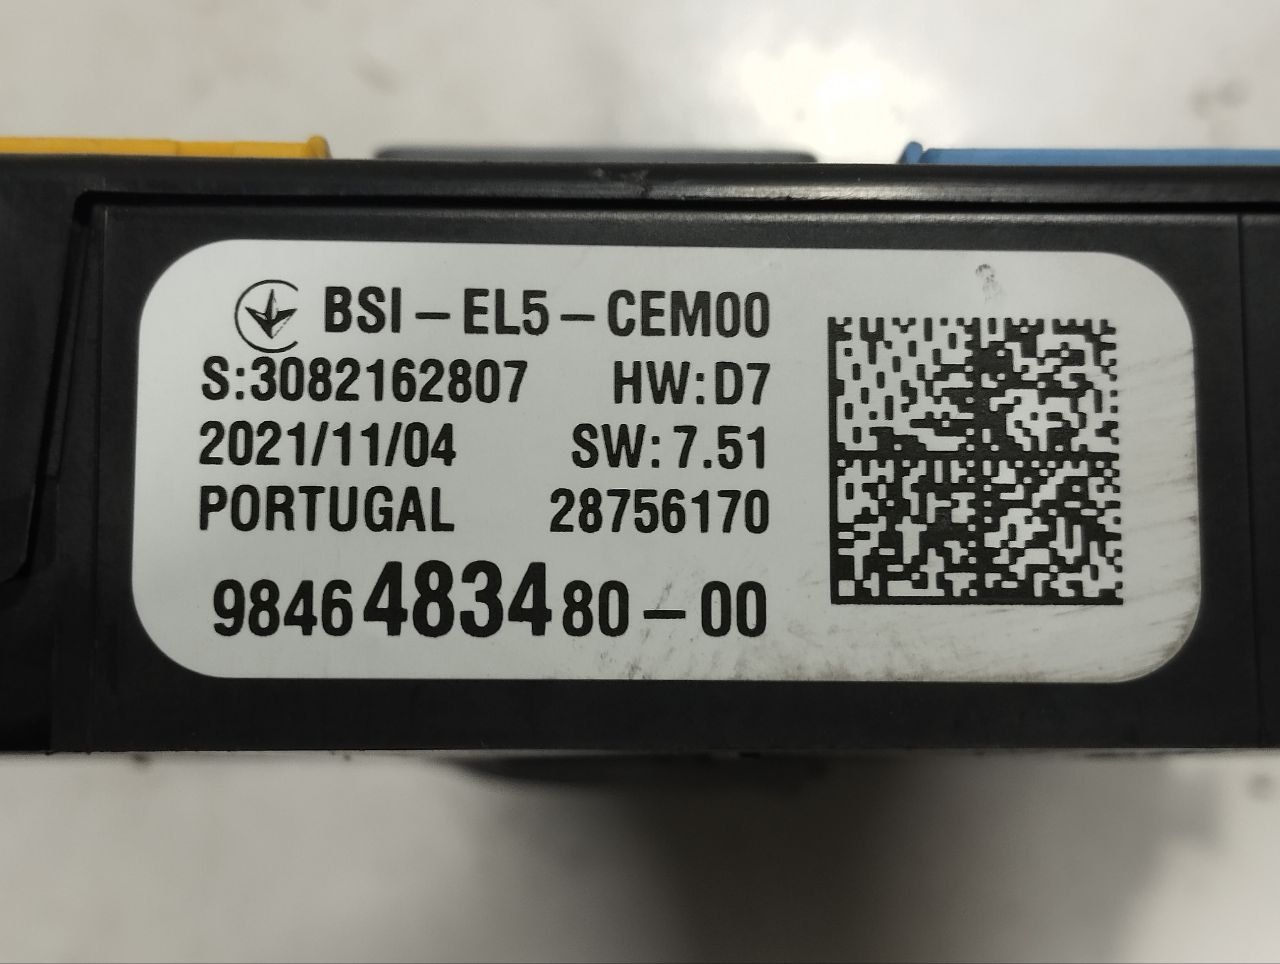 BSI-EL5-CEM00
S:3082162807 HW:D7
2021/11/04 SW:7.51
PORTUGAL 28756170
9846483480-00